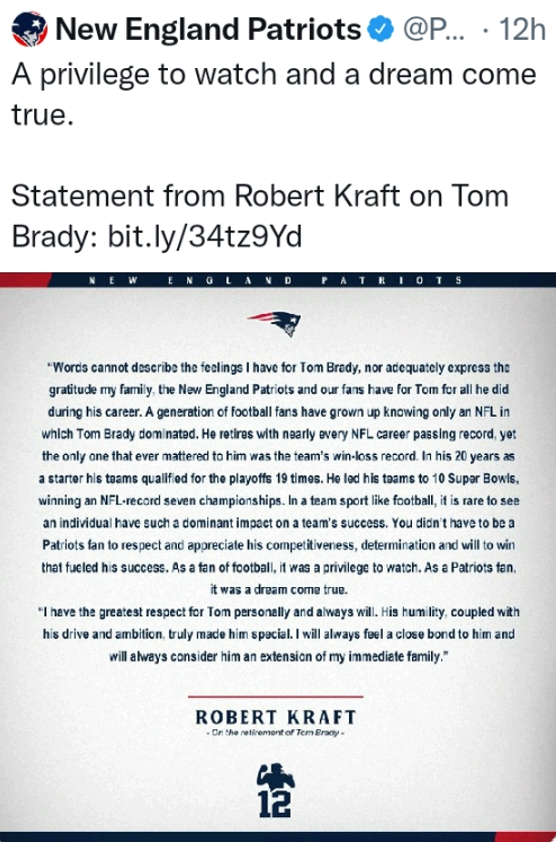 New England Patriots @P... · 12h
A privilege to watch and a dream come
true.
Statement from Robert Kraft on Tom
Brady: bit.ly/34tz9Yd
NEW ENGLAND PATRIOTS
"Words cannot describe the feelings I have for Tom Brady, nor adequately express the
gratitude my family, the New England Patriots and our fans have for Tom for all he did
during his career. A generation of football fans have grown up knowing only an NFL in
which Tom Brady dominated. He retires with nearly every NFL career passing record, yet
the only one that ever mattered to him was the team's win-loss record. In his 20 years as
a starter his teams qualified for the playoffs 19 times. He led his teams to 10 Super Bowls,
winning an NFL-record seven championships. In a team sport like football, it is rare to see
an individual have such a dominant impact on a team's success. You didn't have to be a
Patriots fan to respect and appreciate his competitiveness, determination and will to win
that fueled his success. As a fan of football, it was a privilege to watch. As a Patriots fan,
it was a dream come true.
"I have the greatest respect for Tom personally and always will. His humility, coupled with
his drive and ambition, truly made him special. I will always feel a close bond to him and
will always consider him an extension of my immediate family."
ROBERT KRAFT
- On the retirement of Tom Brady -
12